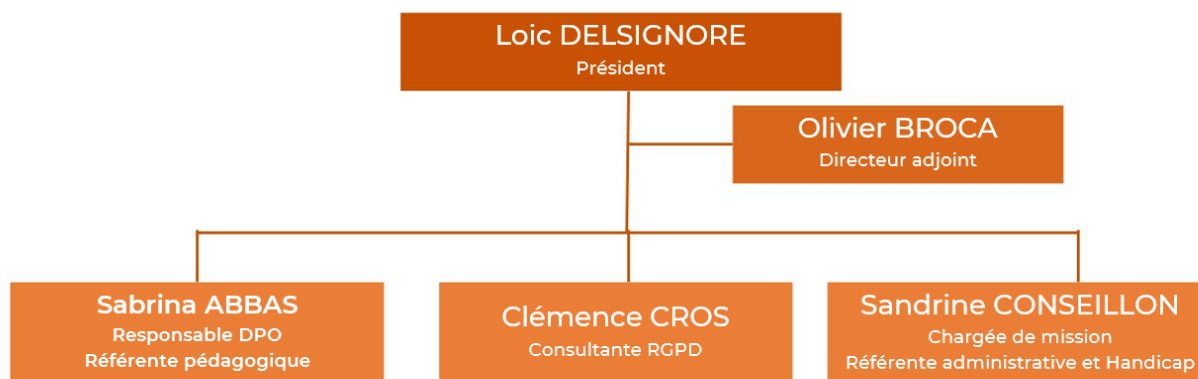 Loic DELSIGNORE
Président
Olivier BROCA
Directeur adjoint
Sabrina ABBAS
Responsable DPO
Référente pédagogique
Clémence CROS
Consultante RGPD
Sandrine CONSEILLON
Chargée de mission
Référente administrative et Handicap